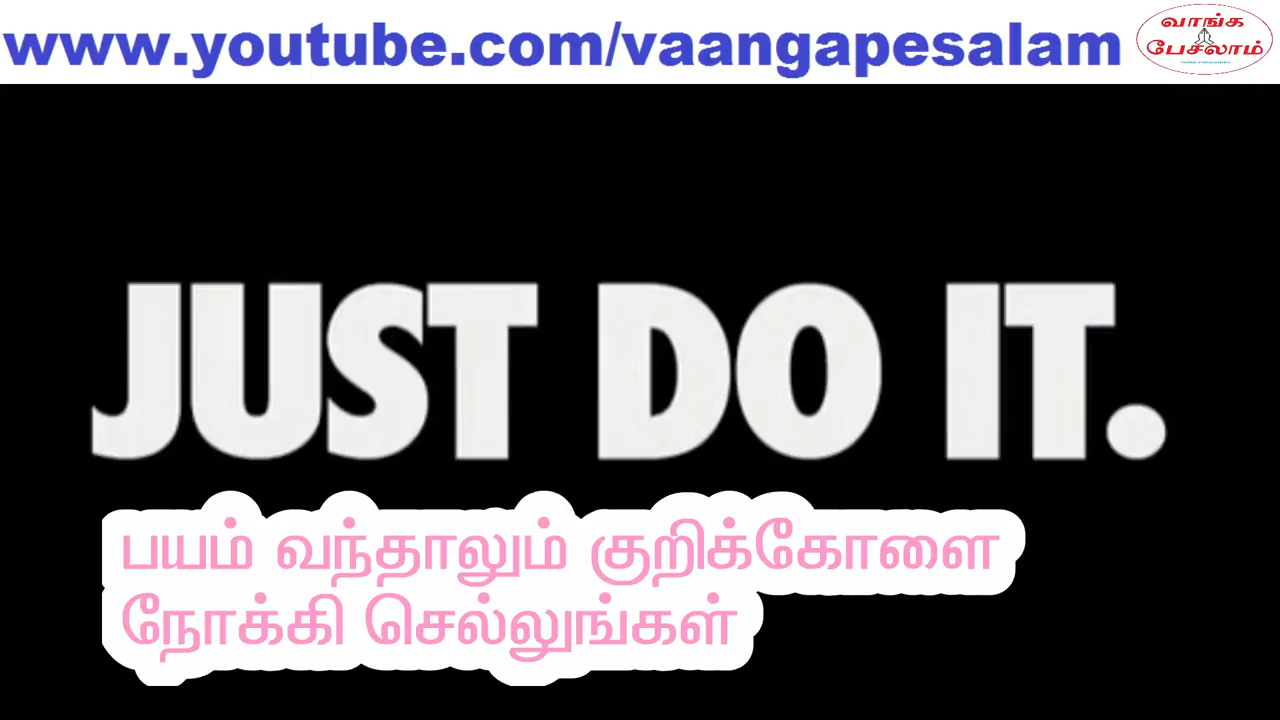 www.youtube.com/vaangapesalam
வாங்க
பேசலாம்
JUST DO IT.
பயம் வந்தாலும் குறிக்கோளை
நோக்கி செல்லுங்கள்